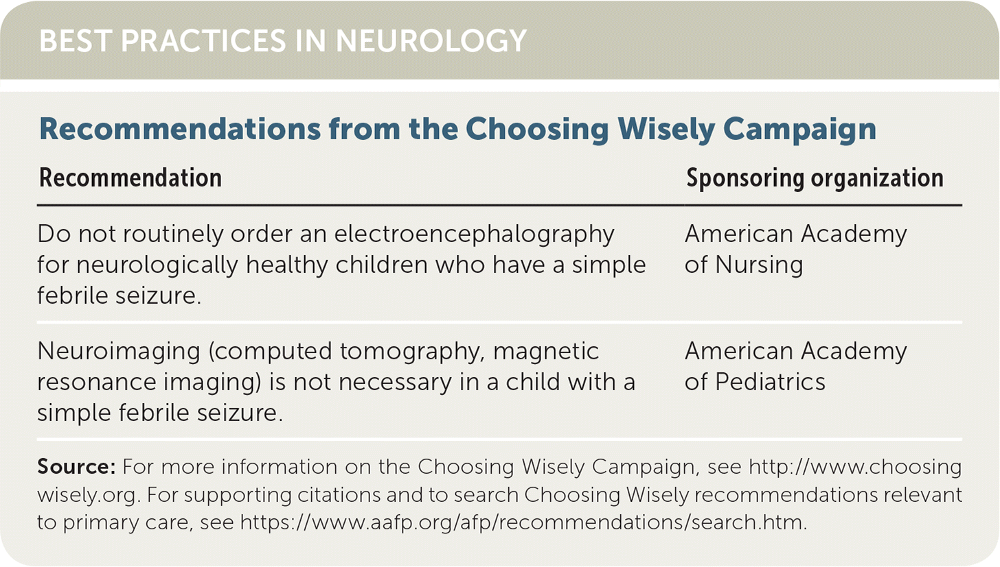 BEST PRACTICES IN NEUROLOGY
Recommendations from the Choosing Wisely Campaign
Recommendation Sponsoring organization
Do not routinely order an electroencephalography
for neurologically healthy children who have a simple
febrile seizure.
American Academy
of Nursing
Neuroimaging (computed tomography, magnetic
resonance imaging) is not necessary in a child with a
simple febrile seizure.
American Academy
of Pediatrics
Source: For more information on the Choosing Wisely Campaign, see http://www.choosing
wisely.org. For supporting citations and to search Choosing Wisely recommendations relevant
to primary care, see https://www.aafp.org/afp/recommendations/search.htm.